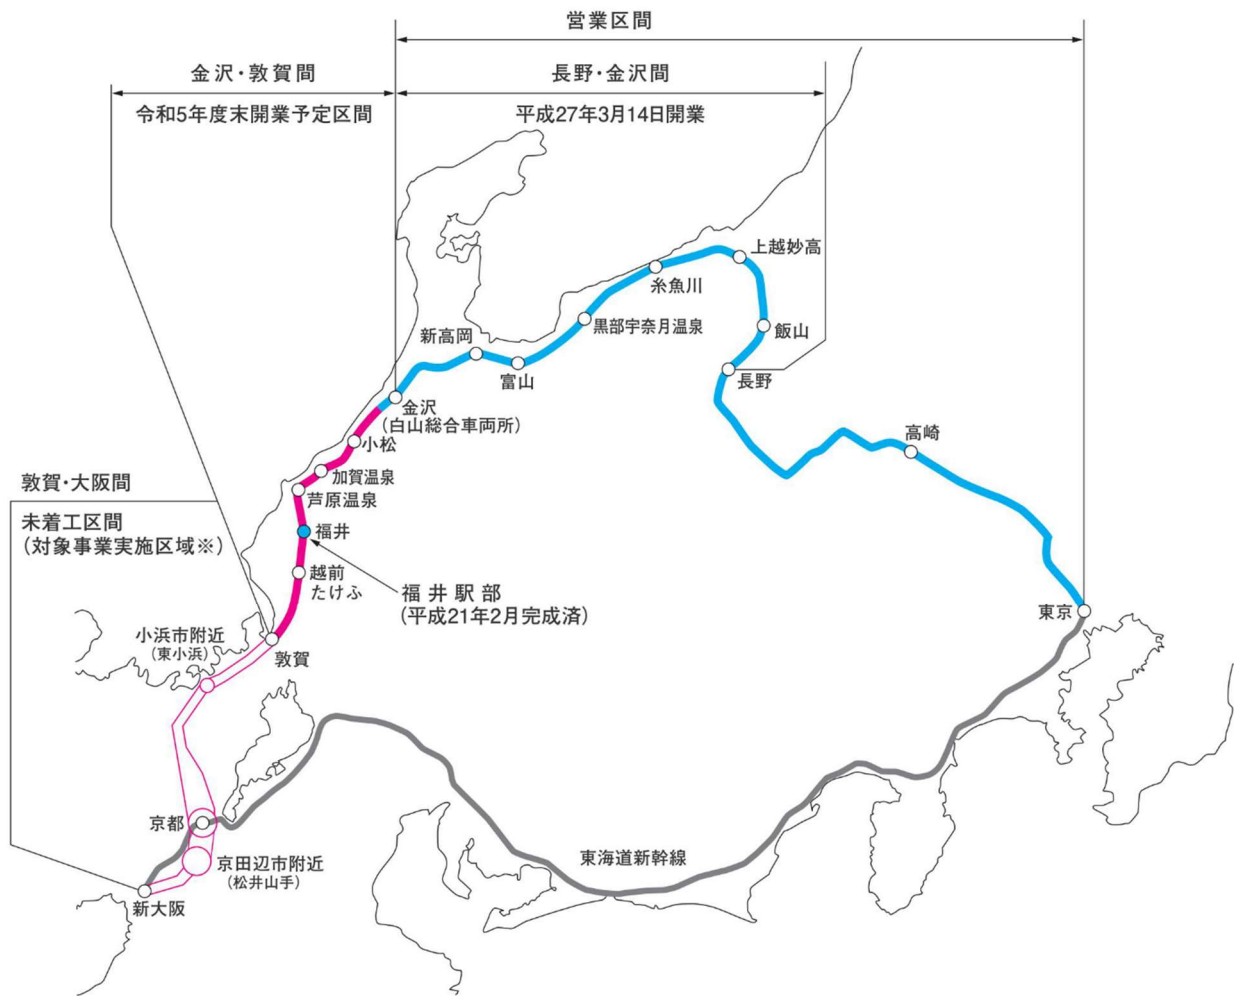 営業区間
金沢・敦賀間
長野・金沢間
令和5年度末開業予定区間
平成27年3月14日開業
上越妙高
糸魚川
黒部宇奈月温泉
飯山
新高岡
富山
長野
金沢
(白山総合車両所)
小松
高崎
加賀温泉
敦賀・大阪間
芦原温泉
未着工区間
(対象事業実施区域※)
福井
越前
たけふ
福井駅部
(平成21年2月完成済)
東京
小浜市附近
(東小浜)
敦賀
京都
京田辺市附近
(松井山手)
東海道新幹線
新大阪